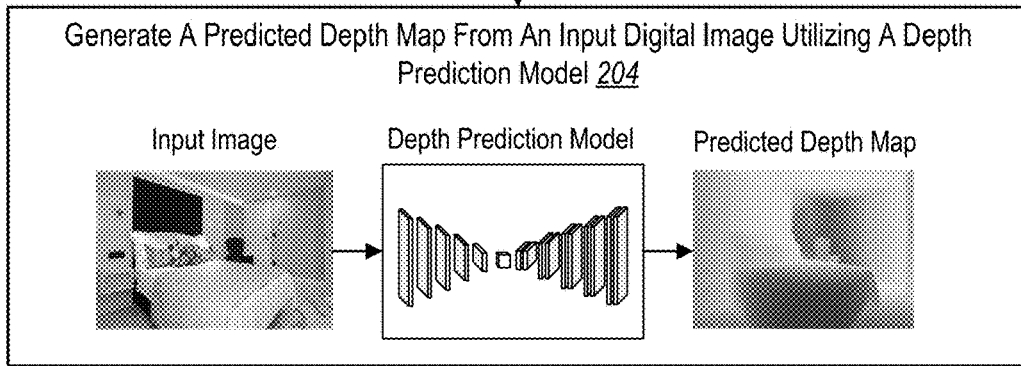 Generate A Predicted Depth Map From An Input Digital Image Utilizing A Depth
Prediction Model 204
Input Image
Depth Prediction Model
Predicted Depth Map